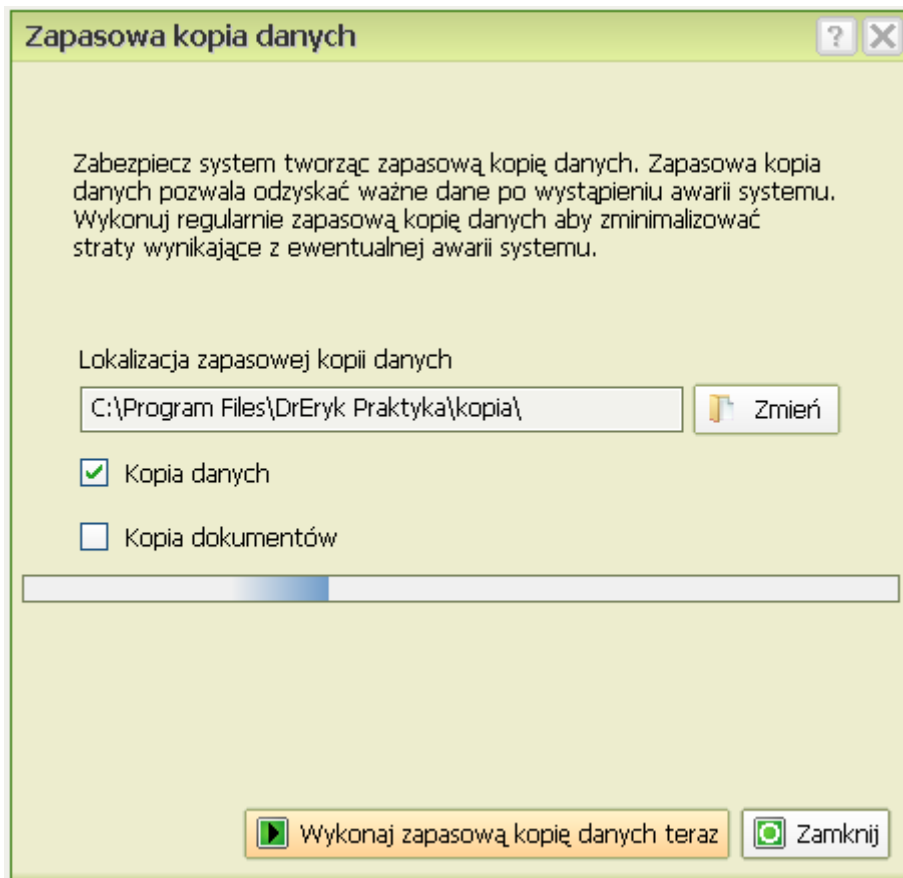 Zapasowa kopia danych
Zabezpiecz system tworząc zapasową kopię danych. Zapasowa kopia
danych pozwala odzyskać ważne dane po wystąpieniu awarii systemu.
Wykonuj regularnie zapasową kopię danych aby zminimalizować
straty wynikające z ewentualnej awarii systemu.
Lokalizacja zapasowej kopii danych
C:\Program Files\DrEryk Praktyka\kopia\
Zmień
Kopia danych
Kopia dokumentów
Wykonaj zapasową kopię danych teraz
Zamknij